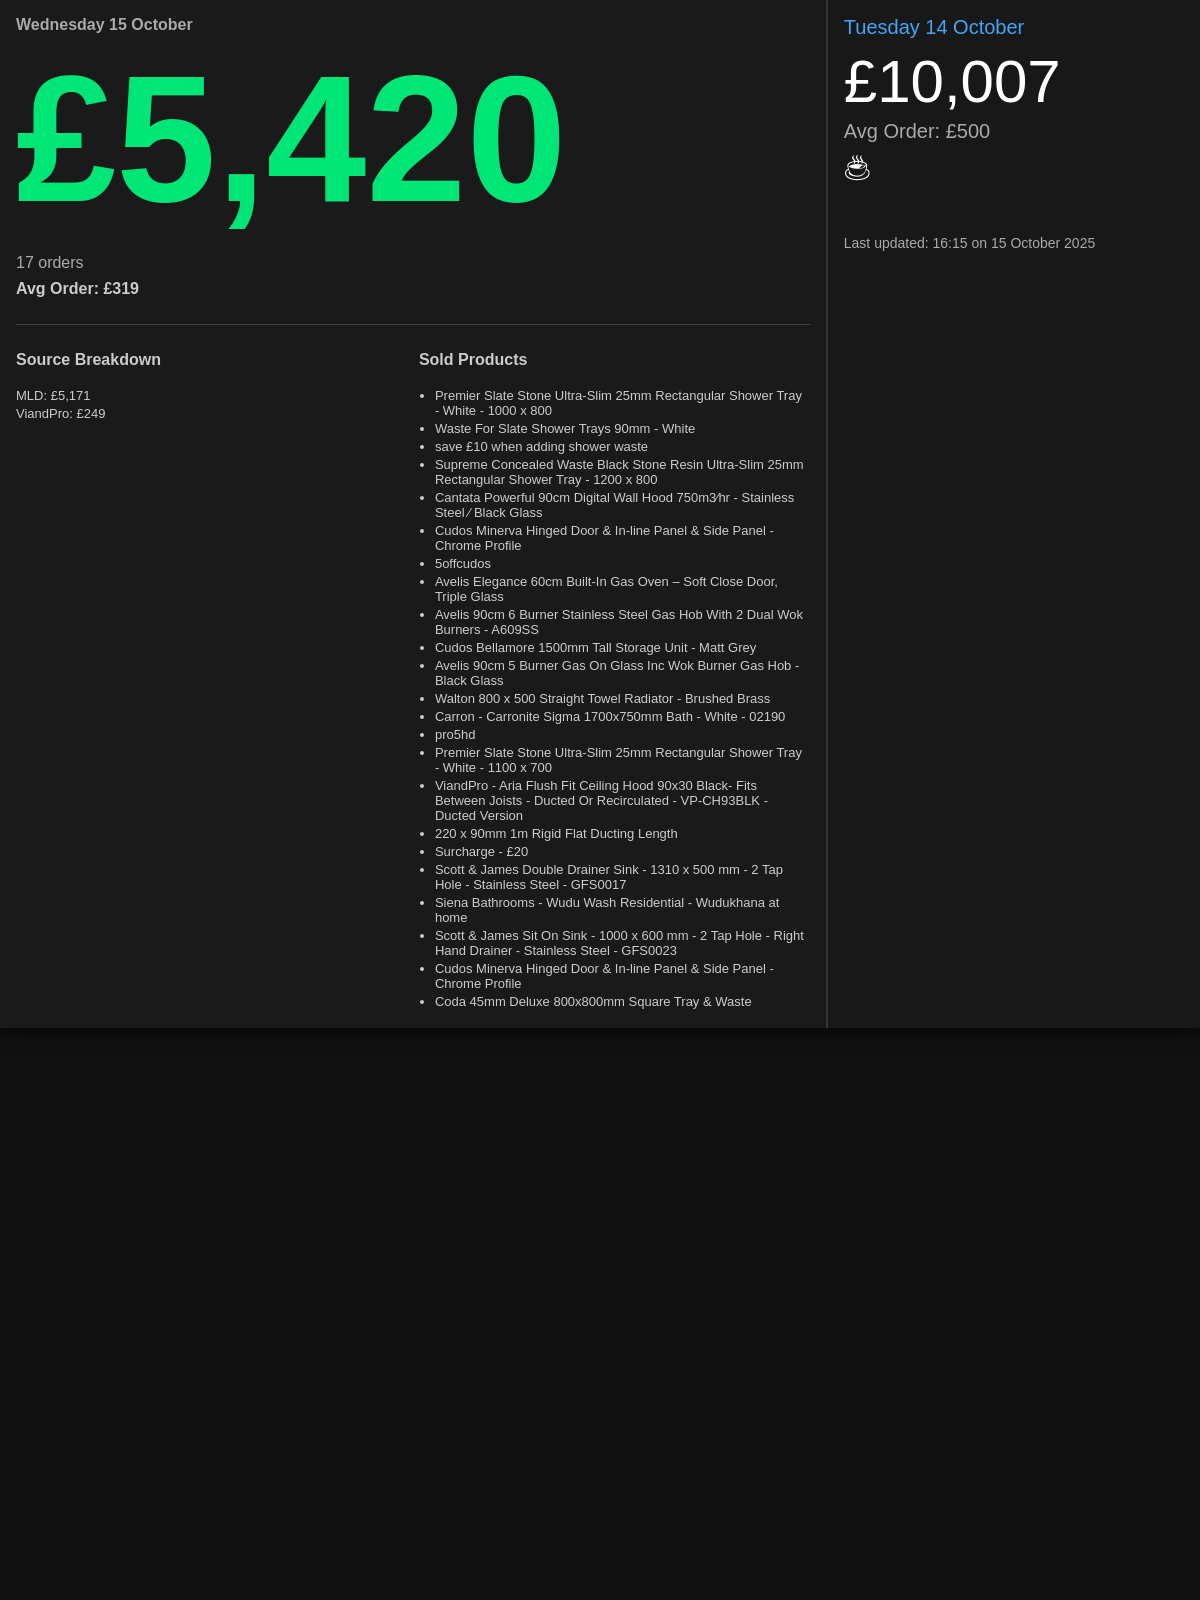 Wednesday 15 October
£5,420
17 orders
Avg Order: £319
Source Breakdown
MLD: £5,171
ViandPro: £249
Sold Products
Premier Slate Stone Ultra-Slim 25mm Rectangular Shower Tray
- White - 1000 x 800
Waste For Slate Shower Trays 90mm - White
save £10 when adding shower waste
Supreme Concealed Waste Black Stone Resin Ultra-Slim 25mm
Rectangular Shower Tray - 1200 x 800
Cantata Powerful 90cm Digital Wall Hood 750m3⁄hr - Stainless
Steel ⁄ Black Glass
Cudos Minerva Hinged Door & In-line Panel & Side Panel -
Chrome Profile
5offcudos
Avelis Elegance 60cm Built-In Gas Oven – Soft Close Door,
Triple Glass
Avelis 90cm 6 Burner Stainless Steel Gas Hob With 2 Dual Wok
Burners - A609SS
Cudos Bellamore 1500mm Tall Storage Unit - Matt Grey
Avelis 90cm 5 Burner Gas On Glass Inc Wok Burner Gas Hob -
Black Glass
Walton 800 x 500 Straight Towel Radiator - Brushed Brass
Carron - Carronite Sigma 1700x750mm Bath - White - 02190
pro5hd
Premier Slate Stone Ultra-Slim 25mm Rectangular Shower Tray
- White - 1100 x 700
ViandPro - Aria Flush Fit Ceiling Hood 90x30 Black- Fits
Between Joists - Ducted Or Recirculated - VP-CH93BLK -
Ducted Version
220 x 90mm 1m Rigid Flat Ducting Length
Surcharge - £20
Scott & James Double Drainer Sink - 1310 x 500 mm - 2 Tap
Hole - Stainless Steel - GFS0017
Siena Bathrooms - Wudu Wash Residential - Wudukhana at
home
Scott & James Sit On Sink - 1000 x 600 mm - 2 Tap Hole - Right
Hand Drainer - Stainless Steel - GFS0023
Cudos Minerva Hinged Door & In-line Panel & Side Panel -
Chrome Profile
Coda 45mm Deluxe 800x800mm Square Tray & Waste
Tuesday 14 October
£10,007
Avg Order: £500
Last updated: 16:15 on 15 October 2025